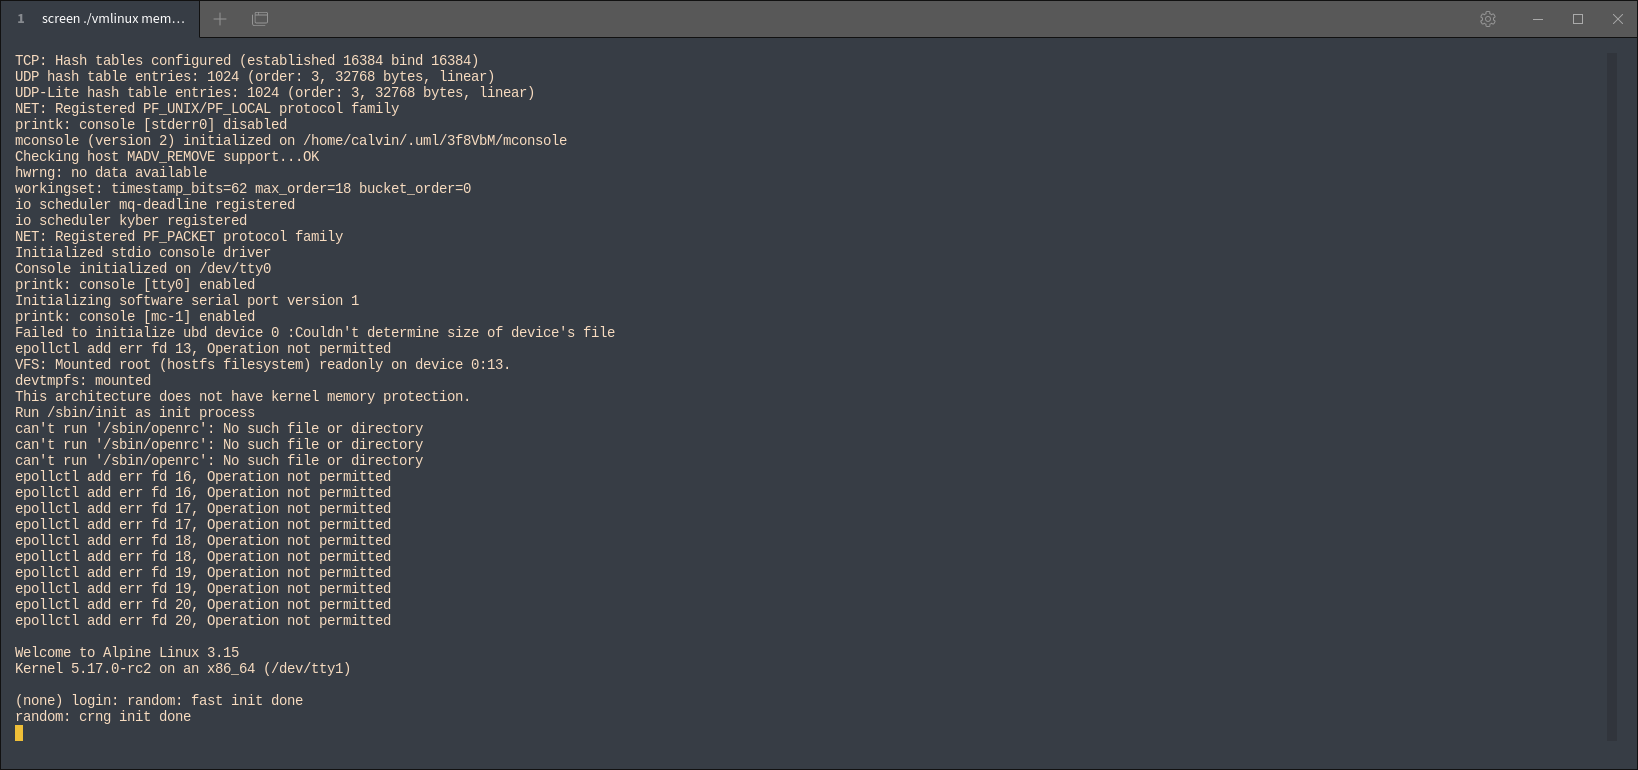 1 screen ./vmlinux mem...
TCP: Hash tables configured (established 16384 bind 16384)
UDP hash table entries: 1024 (order: 3, 32768 bytes, linear)
UDP-Lite hash table entries: 1024 (order: 3, 32768 bytes, linear)
NET: Registered PF_UNIX/PF_LOCAL protocol family
printk: console [stderr0] disabled
mconsole (version 2) initialized on /home/calvin/.uml/3f8VbM/mconsole
Checking host MADV_REMOVE support...OK
hwrng: no data available
workingset: timestamp_bits=62 max_order=18 bucket_order=0
io scheduler mq-deadline registered
io scheduler kyber registered
NET: Registered PF_PACKET protocol family
Initialized stdio console driver
Console initialized on /dev/tty0
printk: console [tty0] enabled
Initializing software serial port version 1
printk: console [mc-1] enabled
Failed to initialize ubd device 0 :Couldn't determine size of device's file
epollctl add err fd 13, Operation not permitted
VFS: Mounted root (hostfs filesystem) readonly on device 0:13.
devtmpfs: mounted
This architecture does not have kernel memory protection.
Run /sbin/init as init process
can't run '/sbin/openrc': No such file or directory
can't run '/sbin/openrc': No such file or directory
can't run '/sbin/openrc': No such file or directory
epollctl add err fd 16, Operation not permitted
epollctl add err fd 16, Operation not permitted
epollctl add err fd 17, Operation not permitted
epollctl add err fd 17, Operation not permitted
epollctl add err fd 18, Operation not permitted
epollctl add err fd 18, Operation not permitted
epollctl add err fd 19, Operation not permitted
epollctl add err fd 19, Operation not permitted
epollctl add err fd 20, Operation not permitted
epollctl add err fd 20, Operation not permitted
Welcome to Alpine Linux 3.15
Kernel 5.17.0-rc2 on an x86_64 (/dev/tty1)
(none) login: random: fast init done
random: crng init done